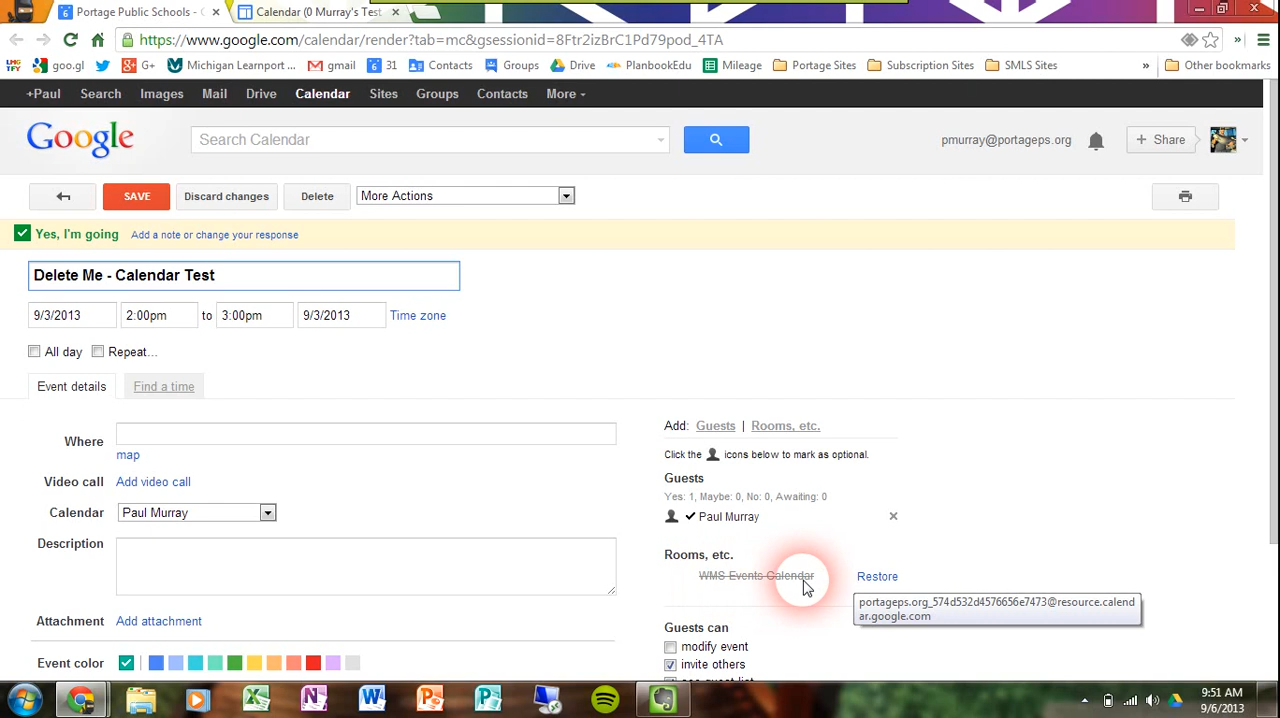 Portage Public Schools - C ×
Calendar (0 Murray's Test ×
https://www.google.com/calendar/render?tab=mc&gsessionid=8Ftr2izBrC1Pd79pod_4TA
LMG TFY goo.gl G+ Michigan Learnport ... gmail 31 Contacts Groups Drive PlanbookEdu Mileage Portage Sites Subscription Sites SMLS Sites » Other bookmarks
+Paul Search Images Mail Drive Calendar Sites Groups Contacts More
Google Search Calendar pmurray@portageps.org + Share
SAVE Discard changes Delete More Actions
Yes, I'm going Add a note or change your response
Delete Me - Calendar Test
9/3/2013 2:00pm to 3:00pm 9/3/2013 Time zone
All day Repeat...
Event details Find a time
Where
map
Video call Add video call
Calendar Paul Murray
Description
Attachment Add attachment
Event color
Add: Guests | Rooms, etc.
Click the icons below to mark as optional.
Guests
Yes: 1, Maybe: 0, No: 0, Awaiting: 0
Paul Murray ×
Rooms, etc.
WMS Events Calendar Restore
portageps.org_574d532d4576656e7473@resource.calend
ar.google.com
Guests can
modify event
invite others
see guest list
9:51 AM
9/6/2013